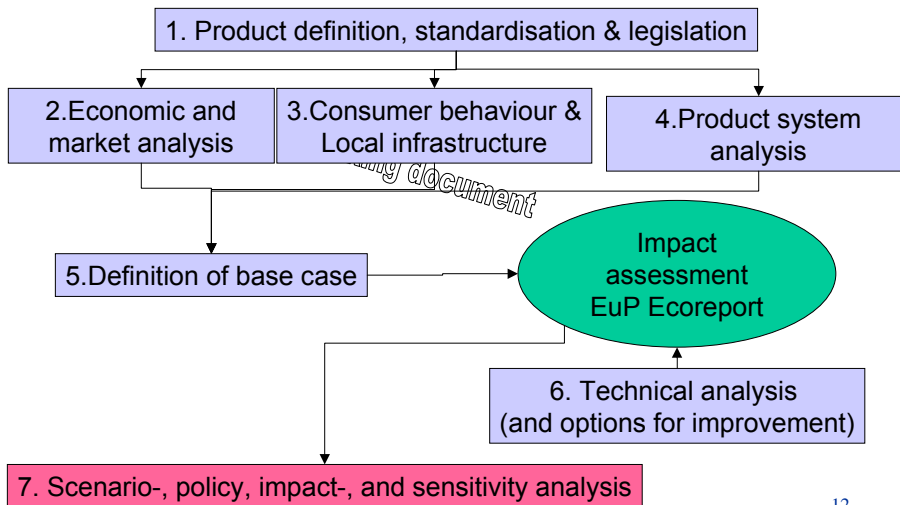 1. Product definition, standardisation & legislation
2.Economic and
market analysis
3.Consumer behaviour &
Local infrastructure
4.Product system
analysis
document
5.Definition of base case
Impact
assessment
EuP Ecoreport
6. Technical analysis
(and options for improvement)
7. Scenario-, policy, impact-, and sensitivity analysis
12